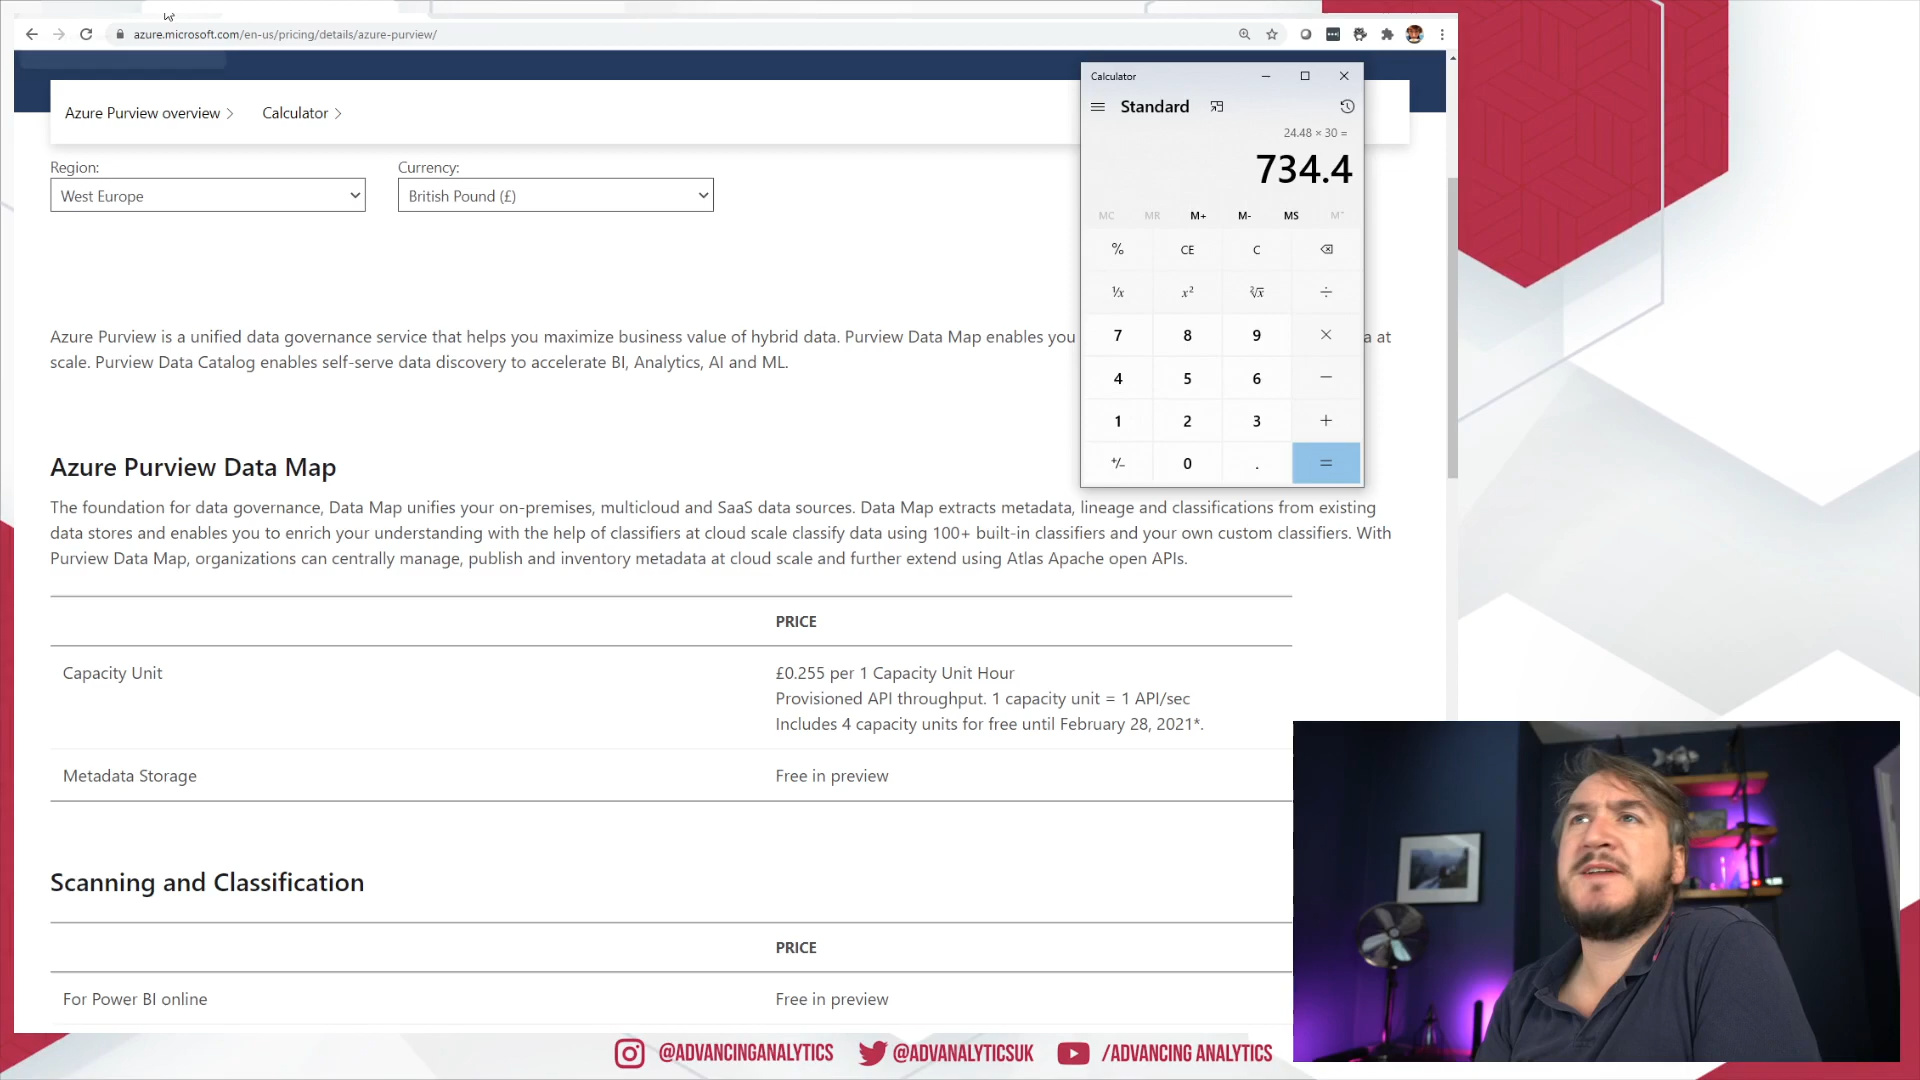 azure.microsoft.com/en-us/pricing/details/azure-purview/
Azure Purview overview
Calculator
Region:
West Europe
Currency:
British Pound (£)
Calculator
Standard
24.48 × 30 =
734.4
MC MR M+ M- MS M˅
% CE C
¹/x x² ²√x ÷
7 8 9 ×
4 5 6 −
1 2 3 +
+/− 0 . =
Azure Purview is a unified data governance service that helps you maximize business value of hybrid data. Purview Data Map enables you
a at
scale. Purview Data Catalog enables self-serve data discovery to accelerate BI, Analytics, AI and ML.
Azure Purview Data Map
The foundation for data governance, Data Map unifies your on-premises, multicloud and SaaS data sources. Data Map extracts metadata, lineage and classifications from existing
data stores and enables you to enrich your understanding with the help of classifiers at cloud scale classify data using 100+ built-in classifiers and your own custom classifiers. With
Purview Data Map, organizations can centrally manage, publish and inventory metadata at cloud scale and further extend using Atlas Apache open APIs.
PRICE
Capacity Unit
£0.255 per 1 Capacity Unit Hour
Provisioned API throughput. 1 capacity unit = 1 API/sec
Includes 4 capacity units for free until February 28, 2021*.
Metadata Storage
Free in preview
Scanning and Classification
PRICE
For Power BI online
Free in preview
@ADVANCINGANALYTICS
@ADVANALYTICSUK
/ADVANCING ANALYTICS